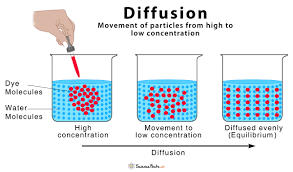 Diffusion
Movement of particles from high to
low concentration
Dye
Molecules
Water
Molecules
High
concentration
Movement to
low concentration
Diffused evenly
(Equilibrium)
Diffusion